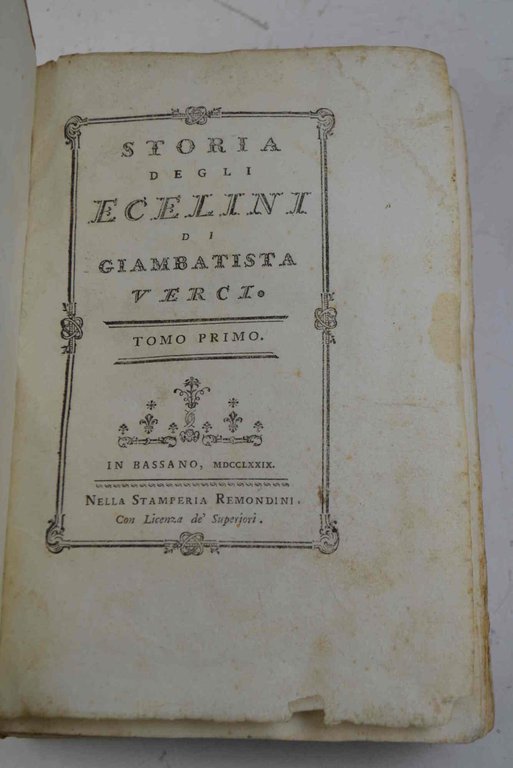 STORIA
DEGLI
ECELINI
DI
GIAMBATISTA
VERCI.
TOMO PRIMO.
IN BASSANO, MDCCLXXIX.
NELLA STAMPERIA REMONDINI.
Con Licenza de' Superiori.